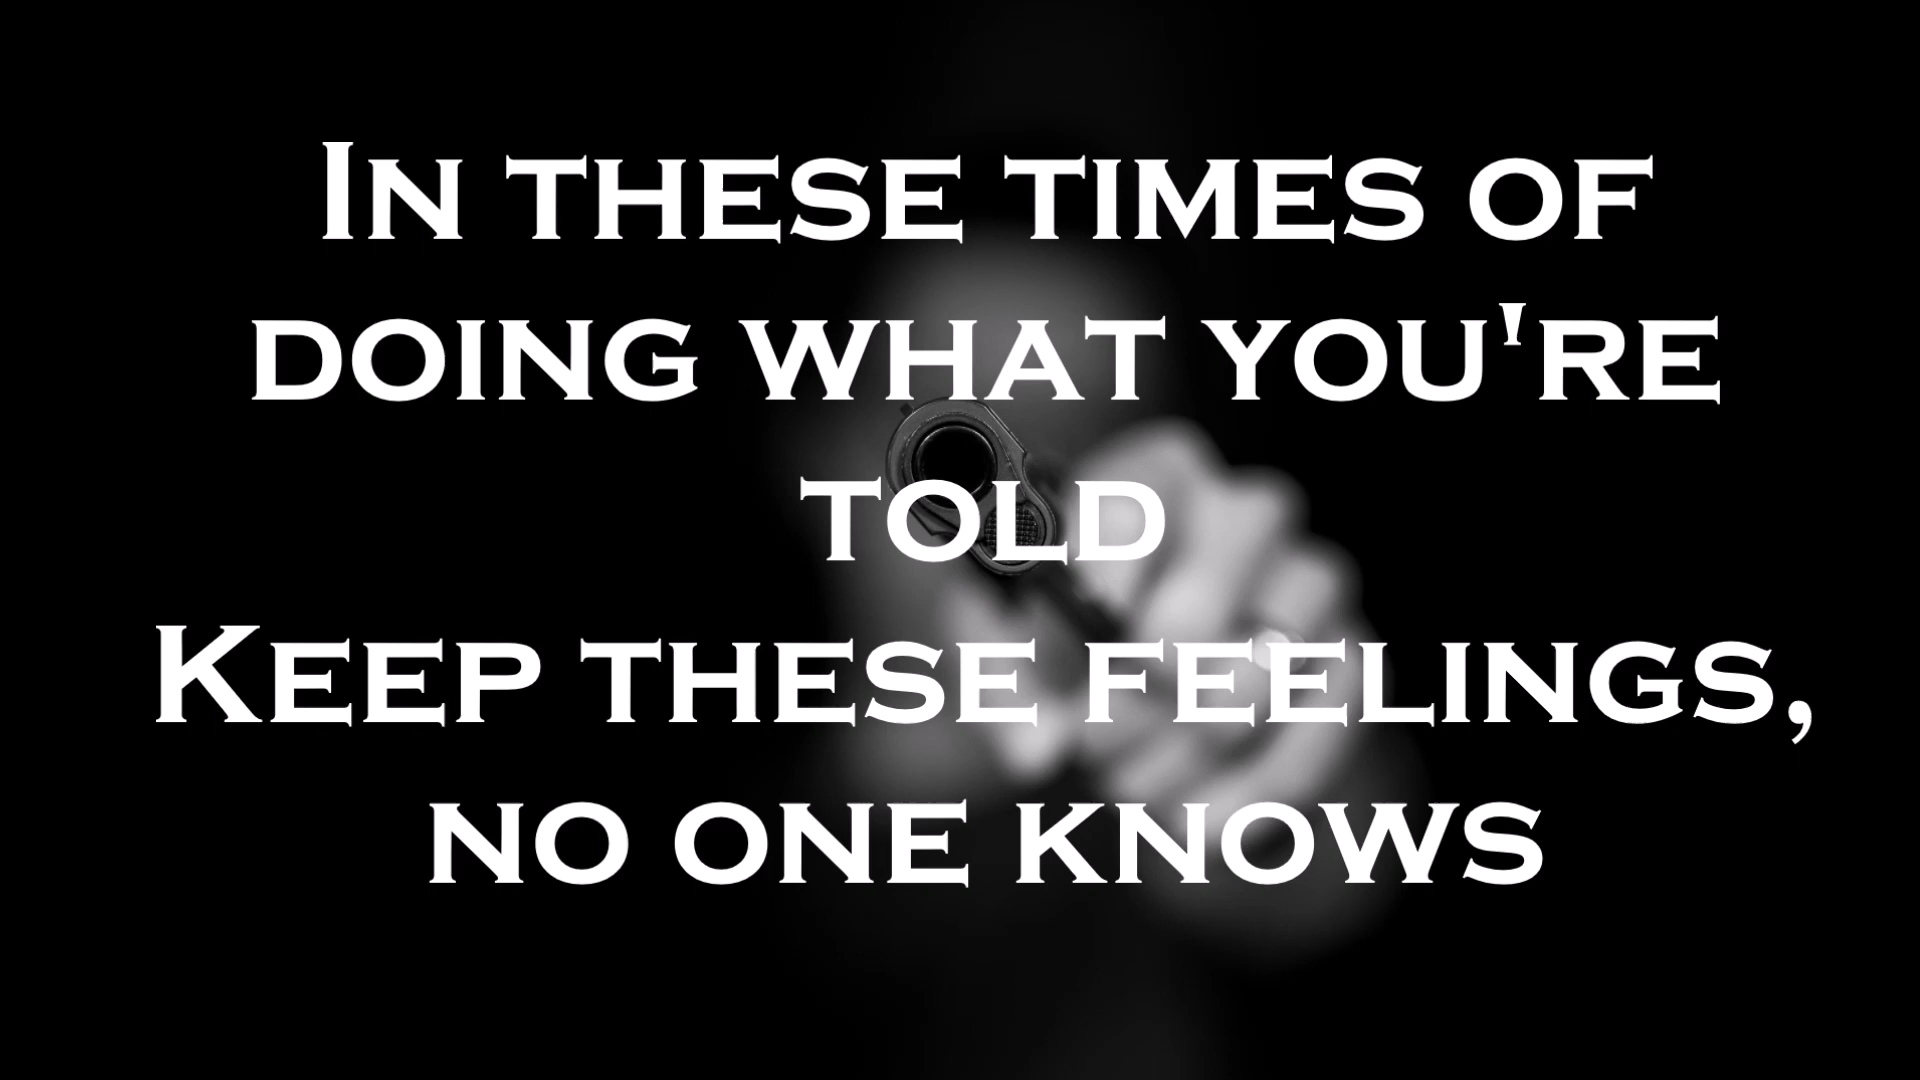 In these times of
doing what you're
told
Keep these feelings,
no one knows